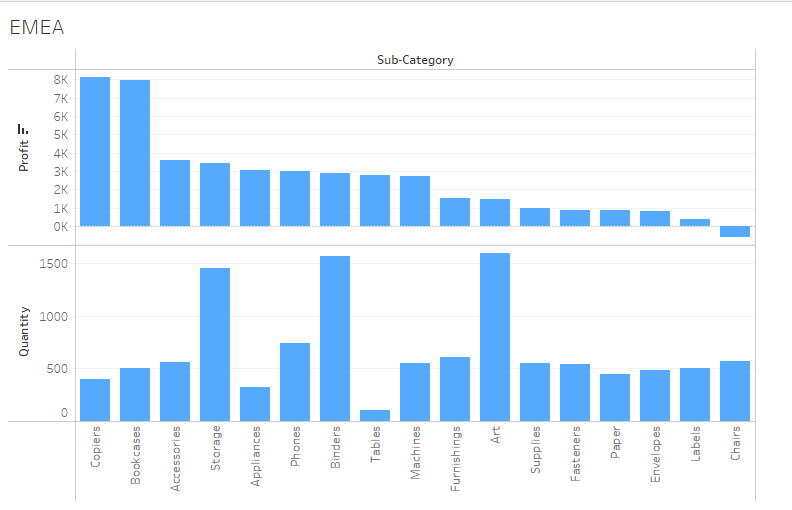 EMEA
Sub-Category
Profit
8K
7K
6K
5K
4K
3K
2K
1K
0K
Quantity
1500
1000
500
0
Copiers
Bookcases
Accessories
Storage
Appliances
Phones
Binders
Tables
Machines
Furnishings
Art
Supplies
Fasteners
Paper
Envelopes
Labels
Chairs